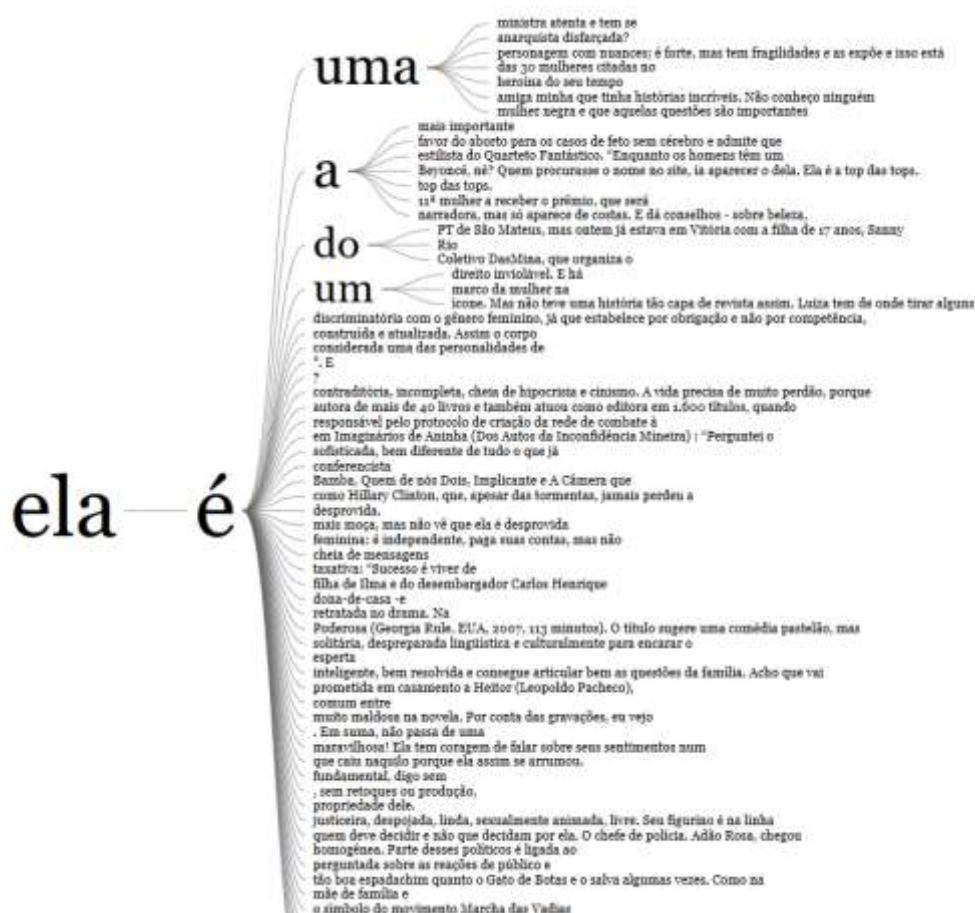 ela é
uma
ministra atenta e tem se
anarquista disfarçada?
personagem com nuances: é forte, mas tem fragilidades e as expõe e isso está
das 30 mulheres citadas no
heroína do seu tempo
amiga minha que tinha histórias incríveis. Não conheço ninguém
mulher negra e que aquelas questões são importantes
a
mais importante
favor do aborto para os casos de feto sem cérebro e admite que
estilista do Quarteto Fantástico. "Enquanto os homens têm um
Beyoncé, né? Quem procurasse o nome no site, ia aparecer o dela. Ela é a top das tops.
top das tops.
11ª mulher a receber o prêmio, que será
narradora, mas só aparece de costas. E dá conselhos - sobre beleza,
do
PT de São Mateus, mas ontem já estava em Vitória com a filha de 17 anos, Sanny
Rio
Coletivo DasMina, que organiza o
um
direito inviolável. E há
marco da mulher na
ícone. Mas não teve uma história tão capa de revista assim. Luiza tem de onde tirar alguns
discriminatória com o gênero feminino, já que estabelece por obrigação e não por competência,
construída e atualizada. Assim o corpo
considerada uma das personalidades de
". E
?
contraditória, incompleta, cheia de hipocrisia e cinismo. A vida precisa de muito perdão, porque
autora de mais de 40 livros e também atuou como editora em 1.600 títulos, quando
responsável pelo protocolo de criação da rede de combate à
em Imaginários de Aninha (Dos Autos da Inconfidência Mineira) : "Perguntei o
sofisticada, bem diferente de tudo o que já
conferencista
Samba, Quem de nós Dois, Implicante e A Câmera que
como Hillary Clinton, que, apesar das tormentas, jamais perdeu a
desprovida.
mais moça, mas não vê que ela é desprovida
feminina: é independente, paga suas contas, mas não
cheia de mensagens
taxativa: "Sucesso é viver de
filha de Ilma e do desembargador Carlos Henrique
dona-de-casa -e
retratada no drama. Na
Poderosa (Georgia Rule, EUA, 2007, 113 minutos). O título sugere uma comédia pastelão, mas
solitária, despreparada lingüística e culturalmente para encarar o
esperta
inteligente, bem resolvida e consegue articular bem as questões da família. Acho que vai
prometida em casamento a Heitor (Leopoldo Pacheco),
comum entre
muito maldosa na novela. Por conta das gravações, eu vejo
. Em suma, não passa de uma
maravilhosa! Ela tem coragem de falar sobre seus sentimentos num
que caiu naquilo porque ela assim se arrumou.
fundamental, digo sem
, sem retoques ou produção,
propriedade dele.
justiceira, despojada, linda, sexualmente animada, livre. Seu figurino é na linha
quem deve decidir e não que decidam por ela. O chefe de polícia. Adão Rosa, chegou
homogênea. Parte desses políticos é ligada ao
perguntada sobre as reações de público e
tão boa espadachim quanto o Gato de Botas e o salva algumas vezes. Como na
mãe de família e
o símbolo do movimento Marcha das Vadias